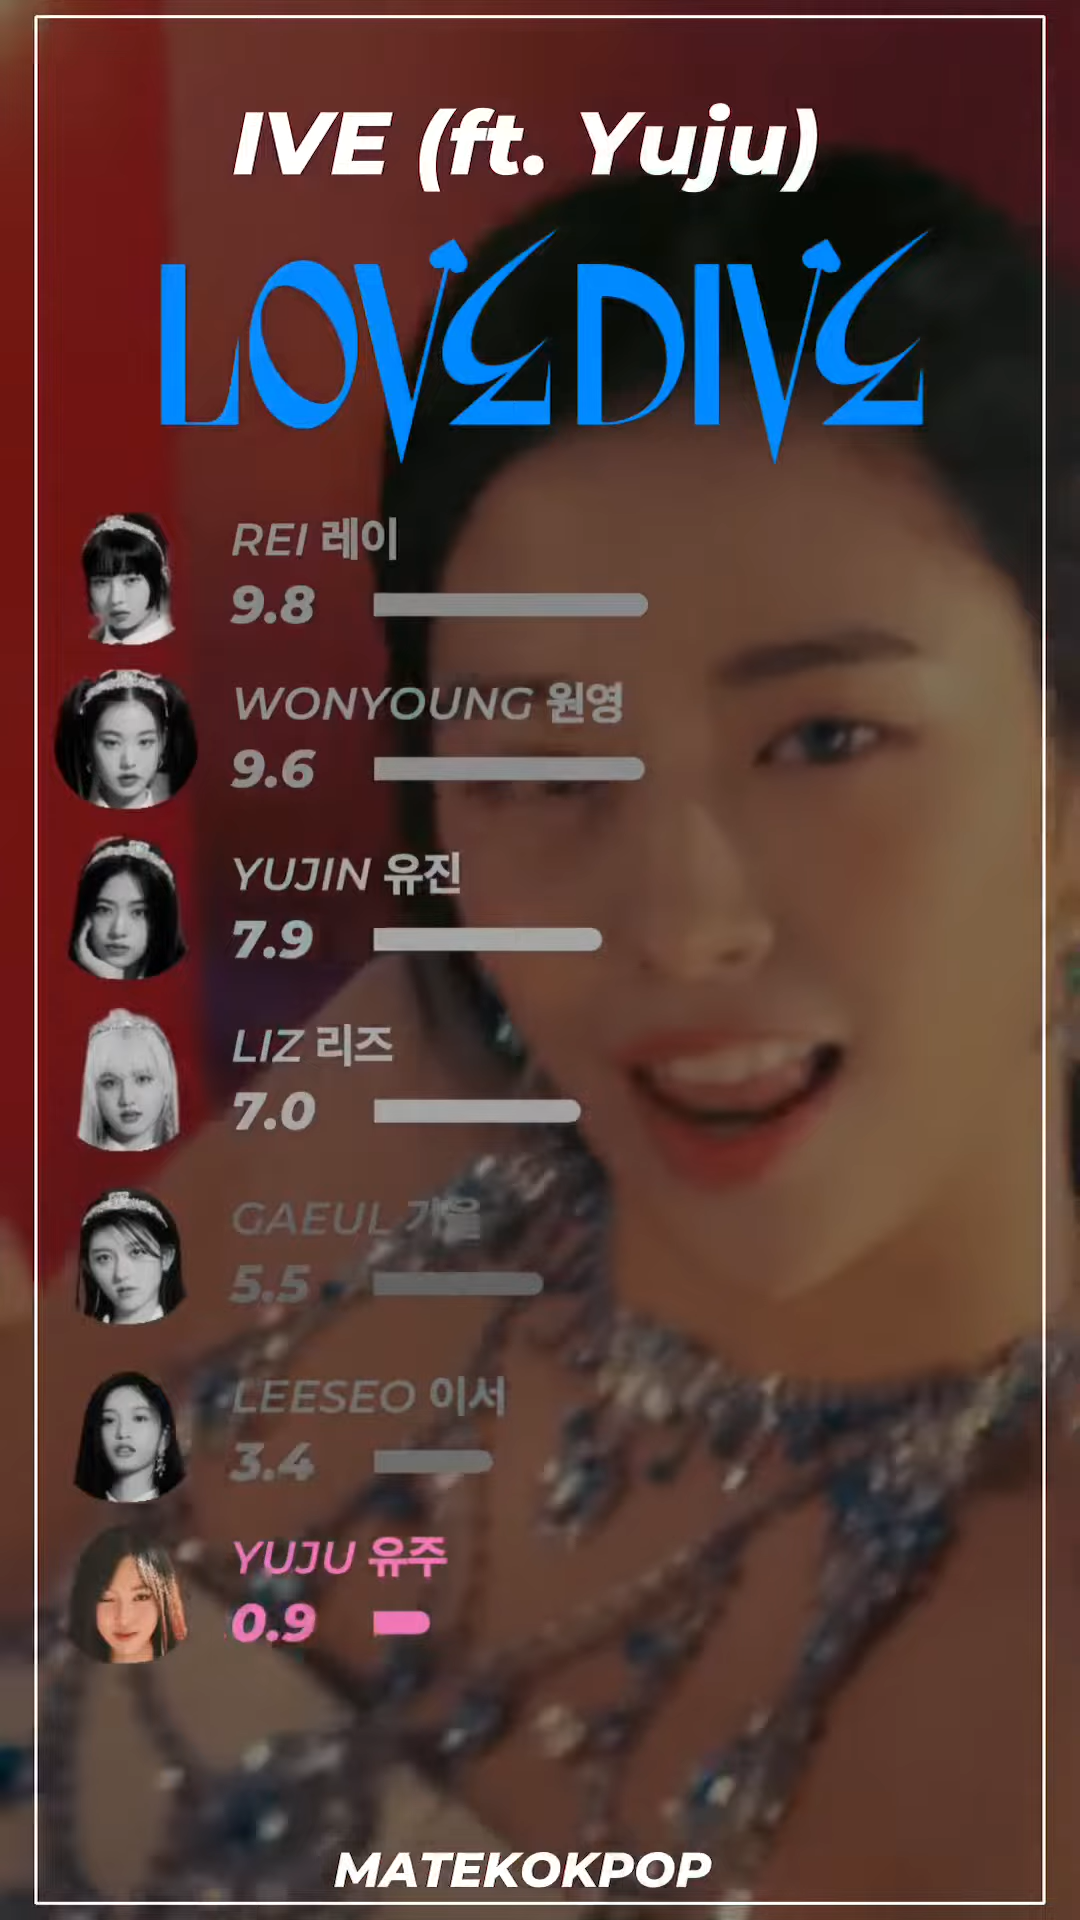 IVE (ft. Yuju)
LOVE DIVE
REI 레이
9.8
WONYOUNG 원영
9.6
YUJIN 유진
7.9
LIZ 리즈
7.0
GAEUL 가을
5.5
LEESEO 이서
3.4
YUJU 유주
0.9
MATEKOKPOP